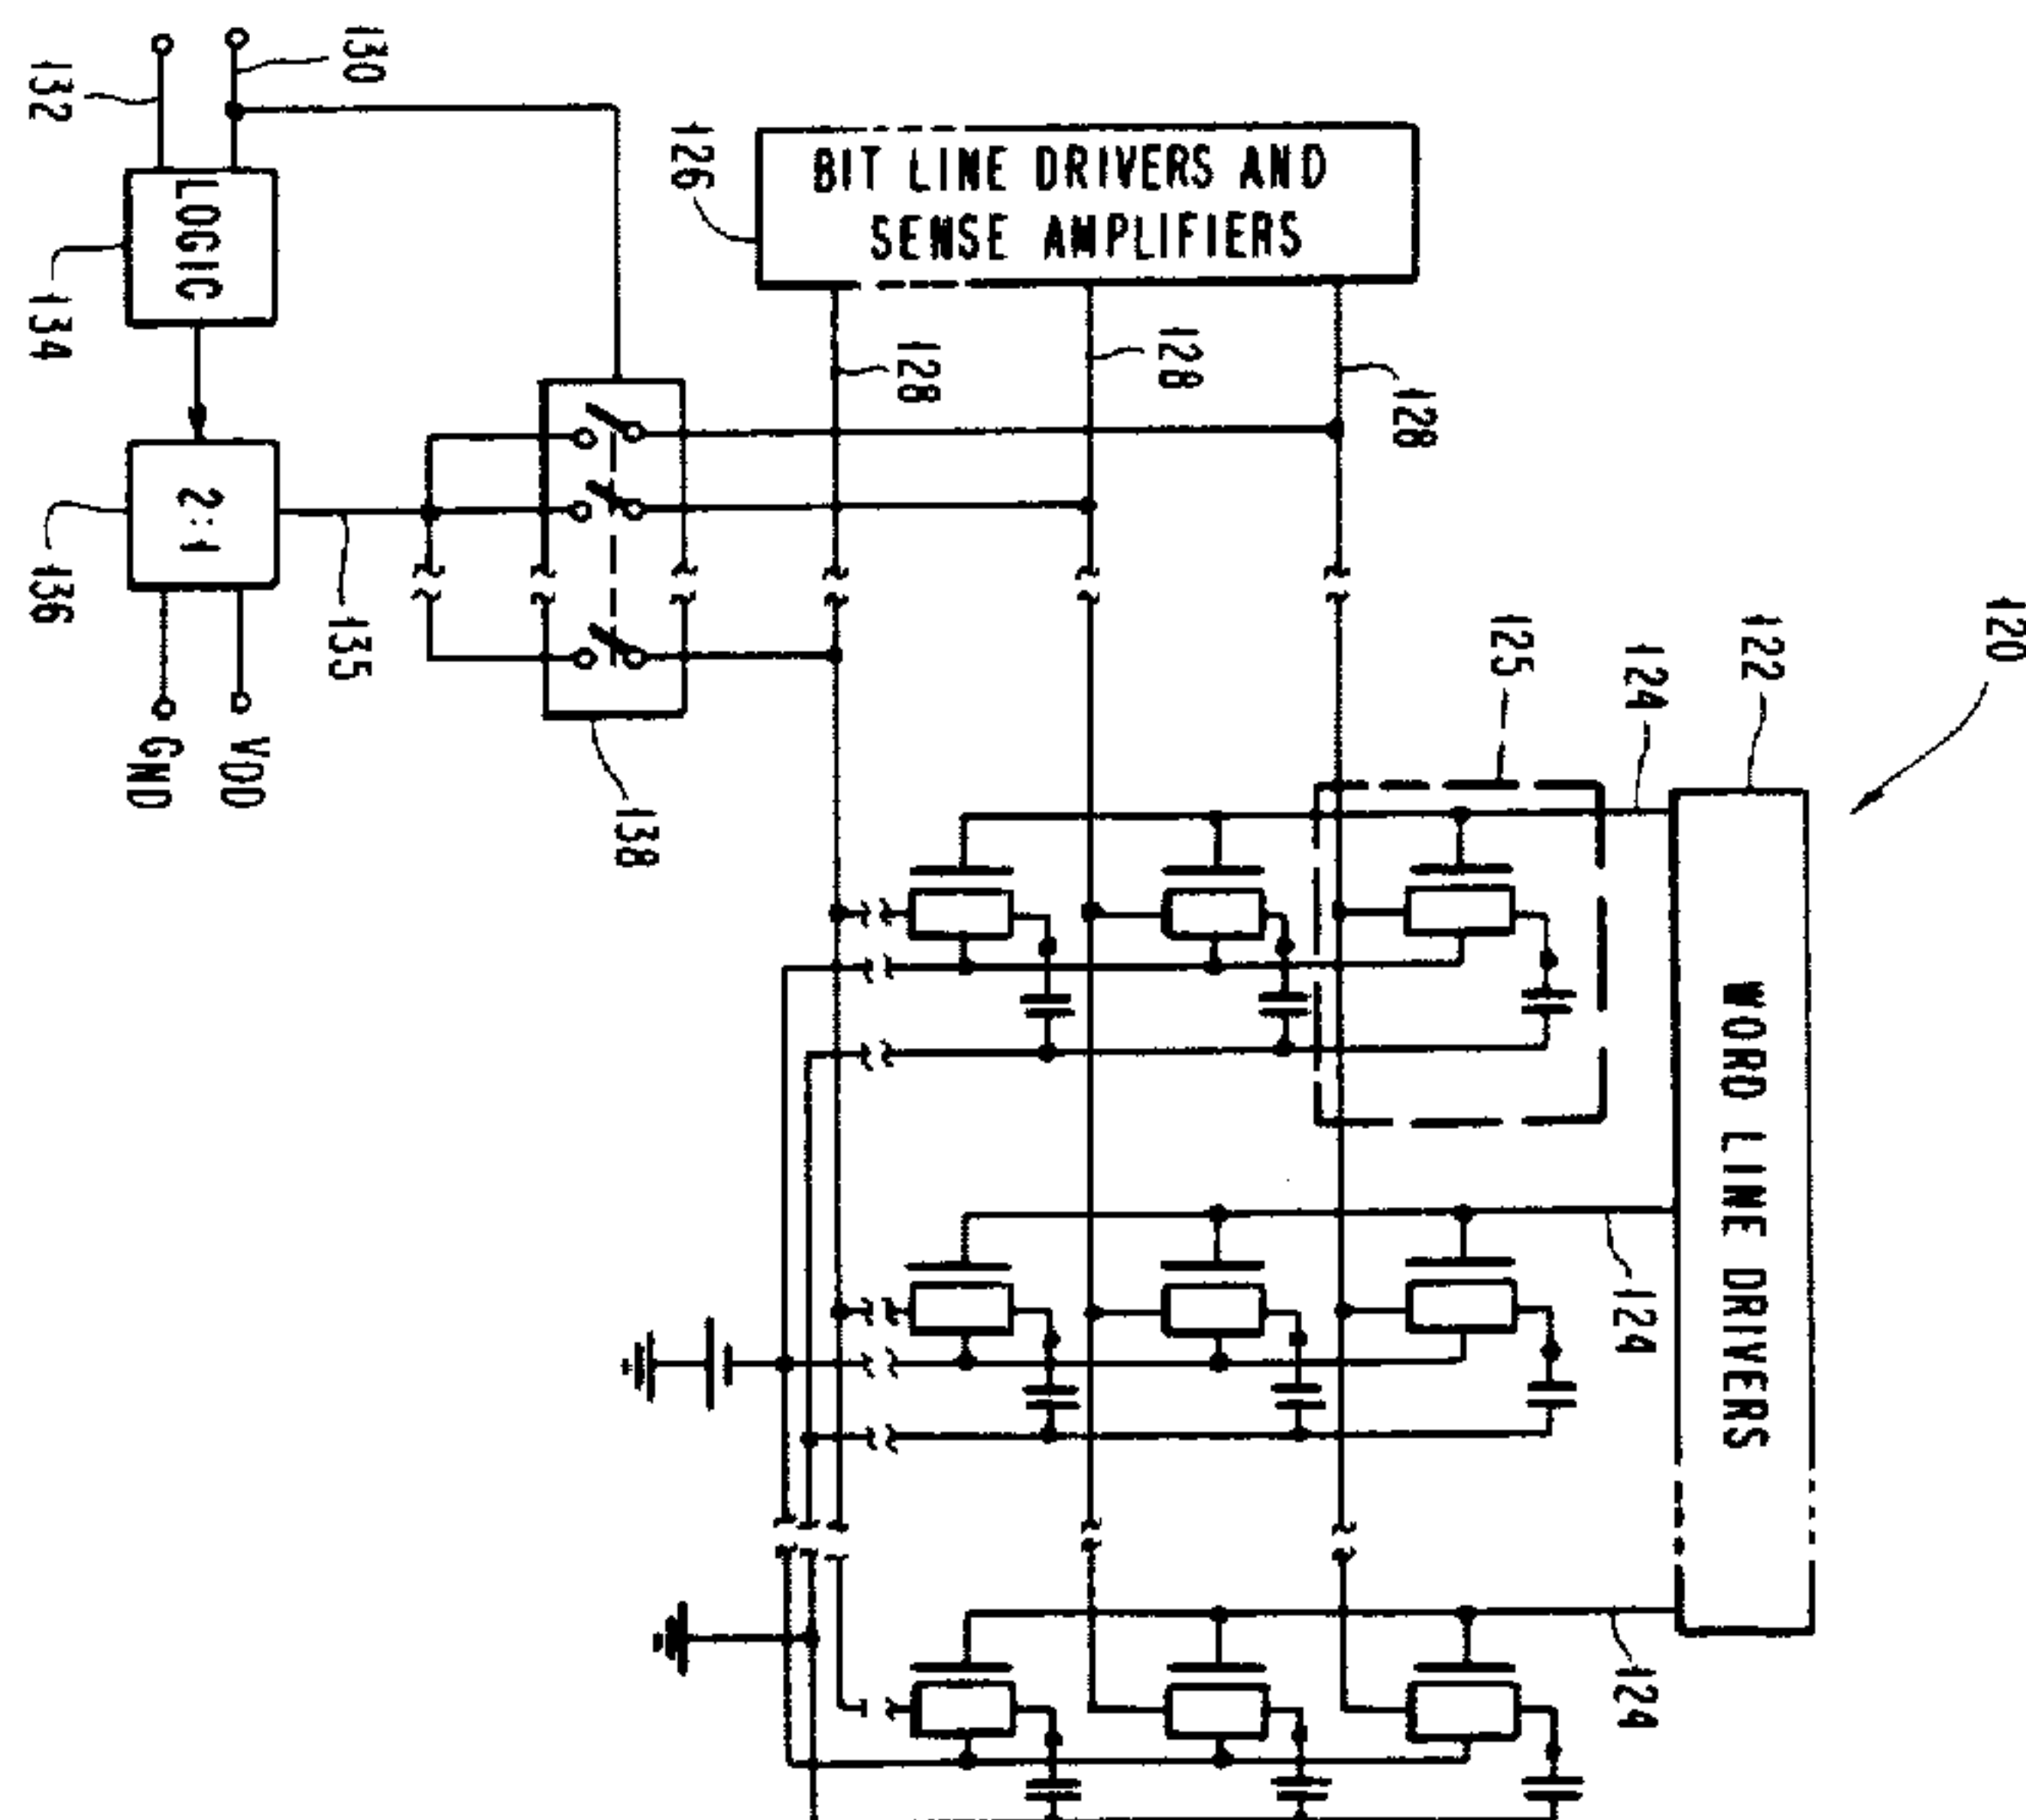 130
132
126
BIT LINE DRIVERS AND
SENSE AMPLIFIERS
LOGIC
134
128
128
128
2:1
136
135
VDD
GND
138
125
124
122
120
WORD LINE DRIVERS
124
124